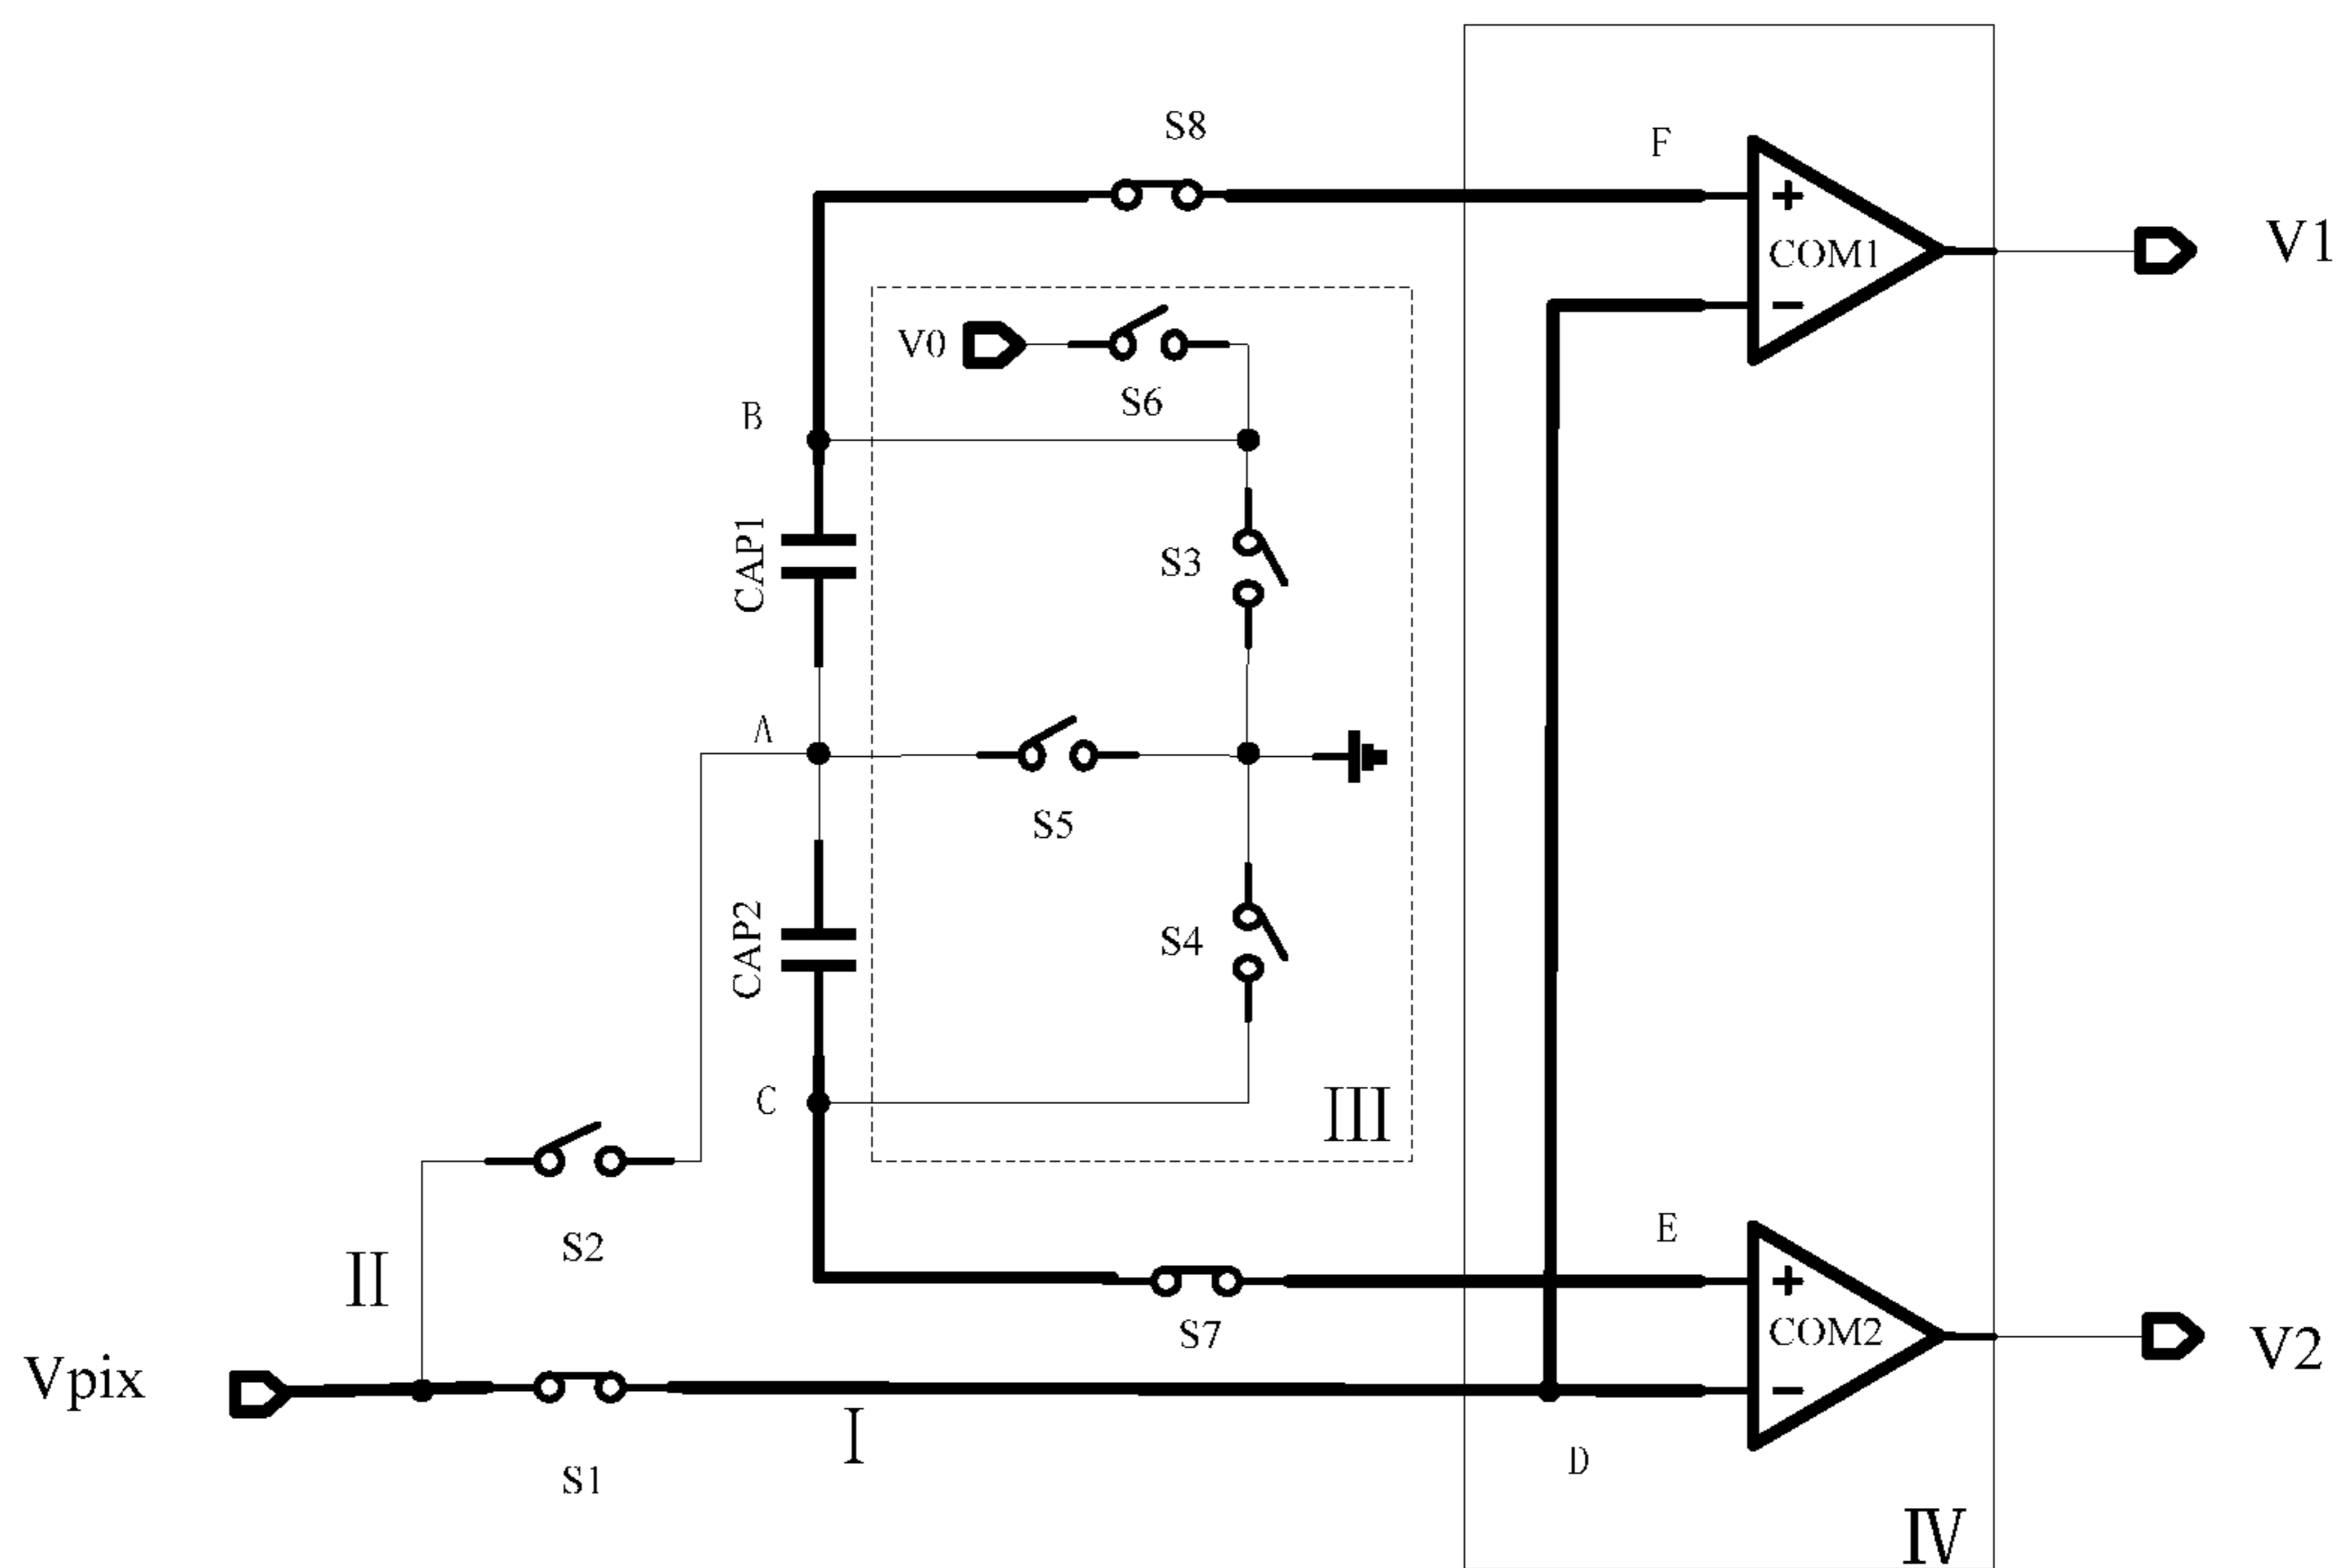 S8
F
+
COM1
−
V1
V0
S6
B
CAP1
S3
A
S5
CAP2
S4
C
III
E
S2
+
II
COM2
S7
V2
Vpix
−
I
D
S1
IV